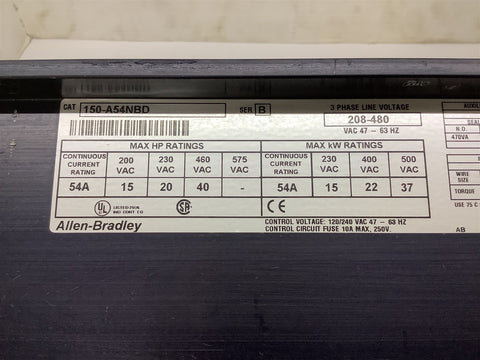 CAT 150-A54NBD SER B
3 PHASE LINE VOLTAGE
208-480
VAC 47 - 63 HZ
MAX HP RATINGS
CONTINUOUS CURRENT RATING 200 VAC 230 VAC 460 VAC 575 VAC
54A 15 20 40 -
MAX kW RATINGS
CONTINUOUS CURRENT RATING 230 VAC 400 VAC 500 VAC
54A 15 22 37
UL LISTED
IND. CONT. EQ.
CE
Allen-Bradley
CONTROL VOLTAGE: 120/240 VAC 47 - 63 HZ
CONTROL CIRCUIT FUSE 10A MAX, 250V.
AUXIL
N.O.
470VA
WIRE SIZE
TORQUE
USE 75 C
AB